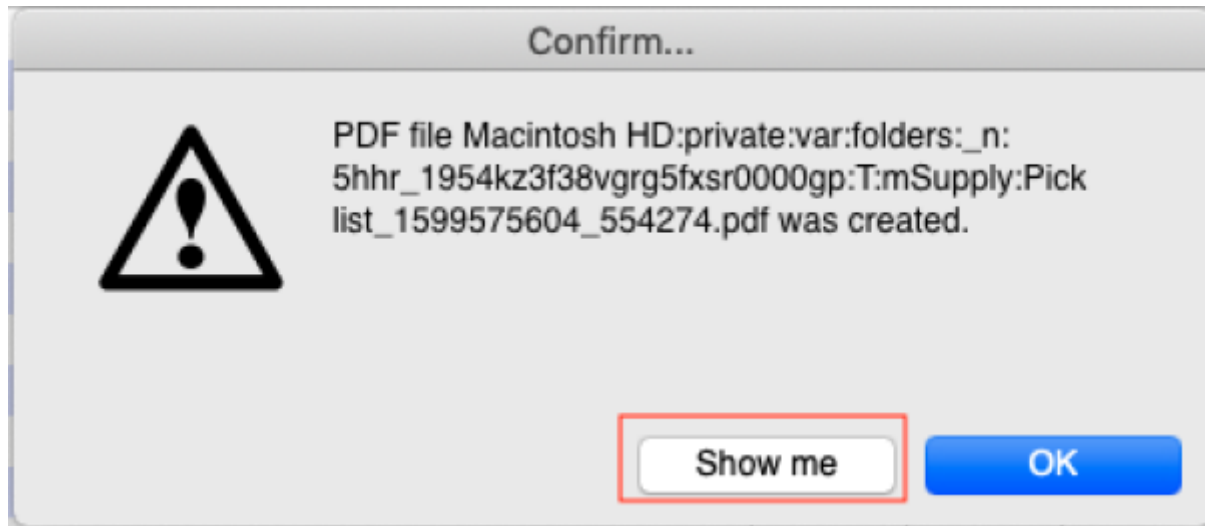 Confirm...
PDF file Macintosh HD:private:var:folders:_n:
5hhr_1954kz3f38vgrg5fxsr0000gp:T:mSupply:Pick
list_1599575604_554274.pdf was created.
Show me
OK